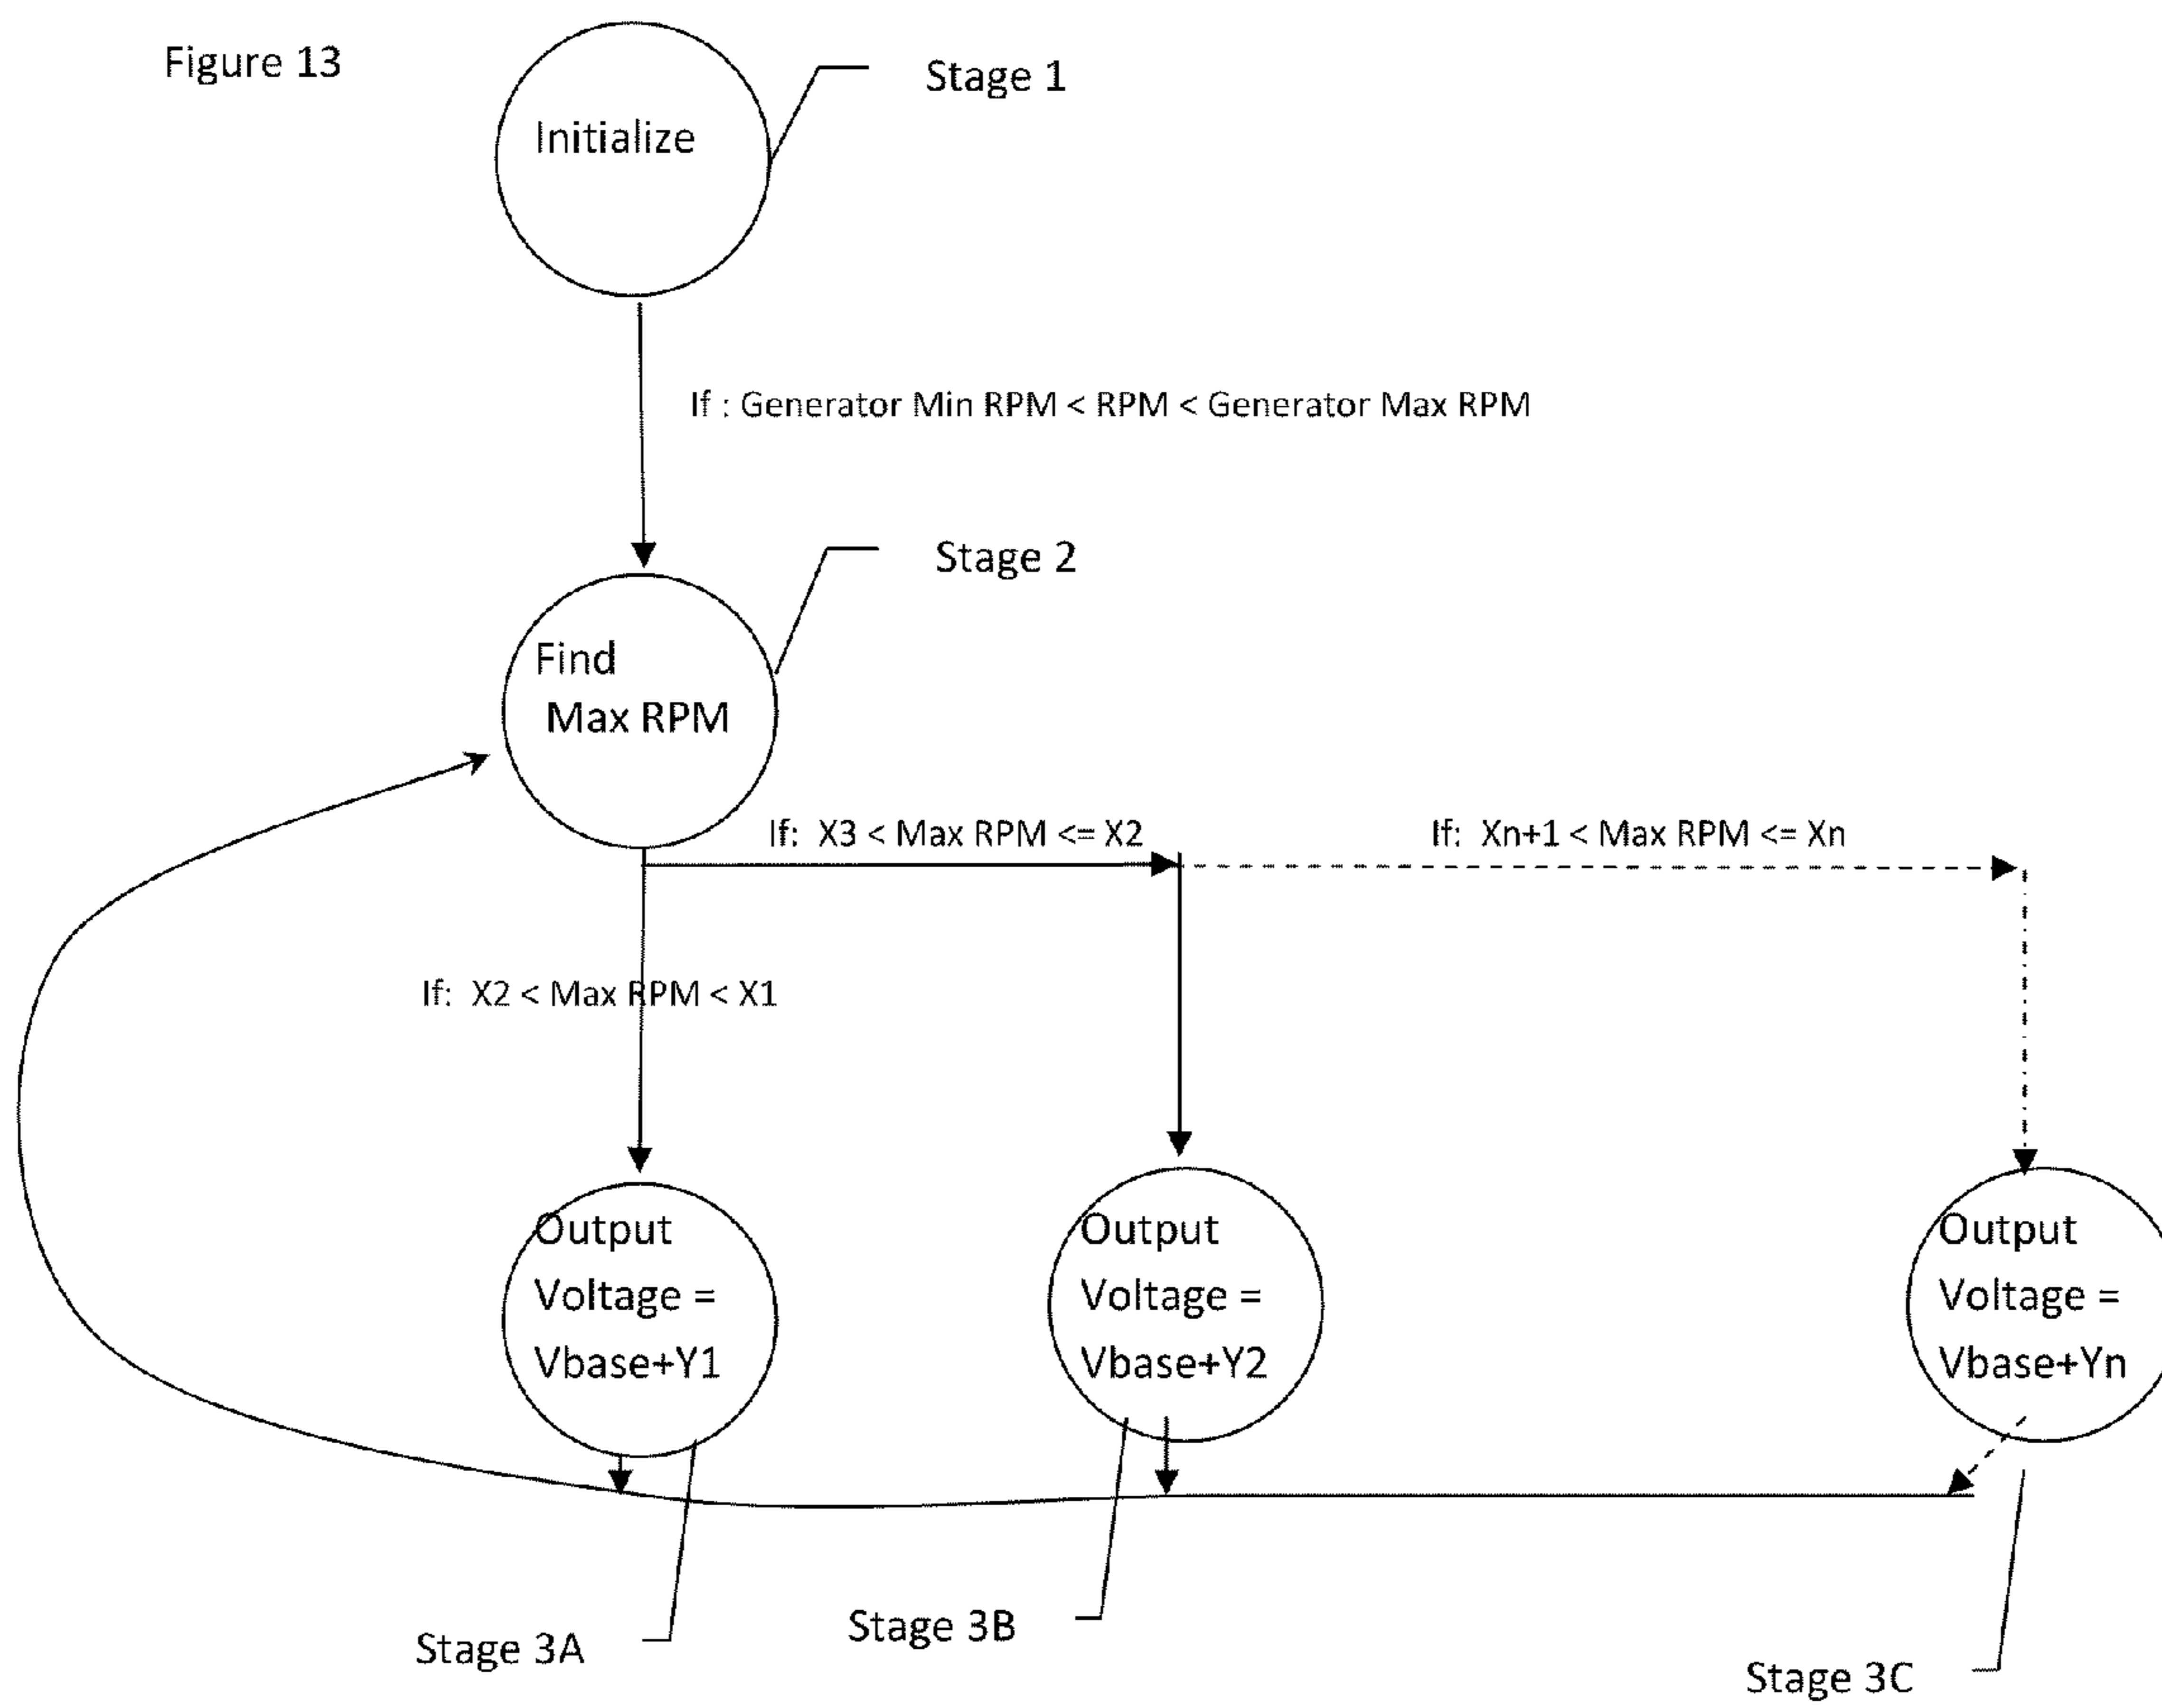 Figure 13
Stage 1
Initialize
If : Generator Min RPM < RPM < Generator Max RPM
Stage 2
Find
Max RPM
If:  X3 < Max RPM <= X2
If:  Xn+1 < Max RPM <= Xn
If:  X2 < Max RPM < X1
Output
Voltage =
Vbase+Y1
Output
Voltage =
Vbase+Y2
Output
Voltage =
Vbase+Yn
Stage 3A
Stage 3B
Stage 3C